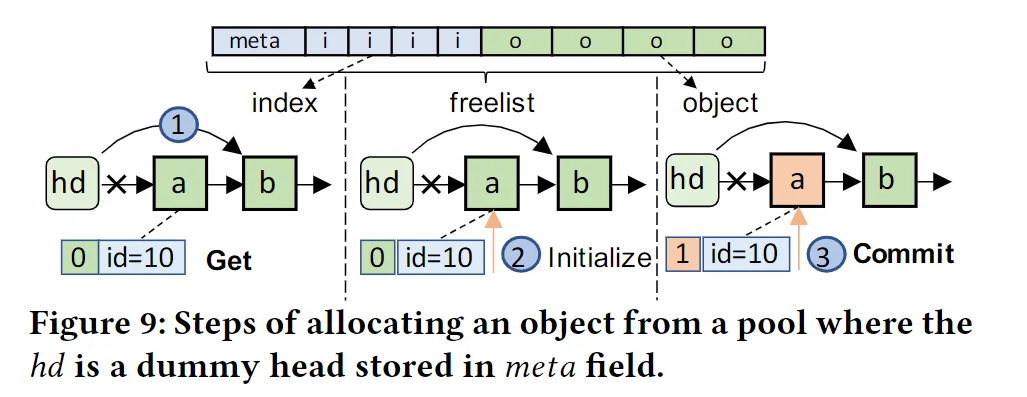 meta i i i i o o o o
index freelist object
1
hd a b hd a b hd a b
0 id=10 Get 0 id=10 2 Initialize 1 id=10 3 Commit
Figure 9: Steps of allocating an object from a pool where the
hd is a dummy head stored in meta field.